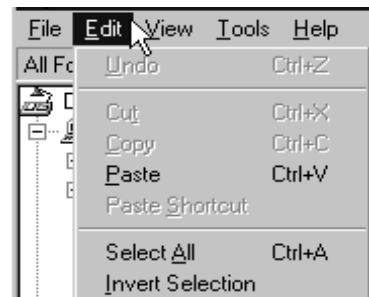 File Edit View Tools Help
All Fo
Undo Ctrl+Z
Cut Ctrl+X
Copy Ctrl+C
Paste Ctrl+V
Paste Shortcut
Select All Ctrl+A
Invert Selection